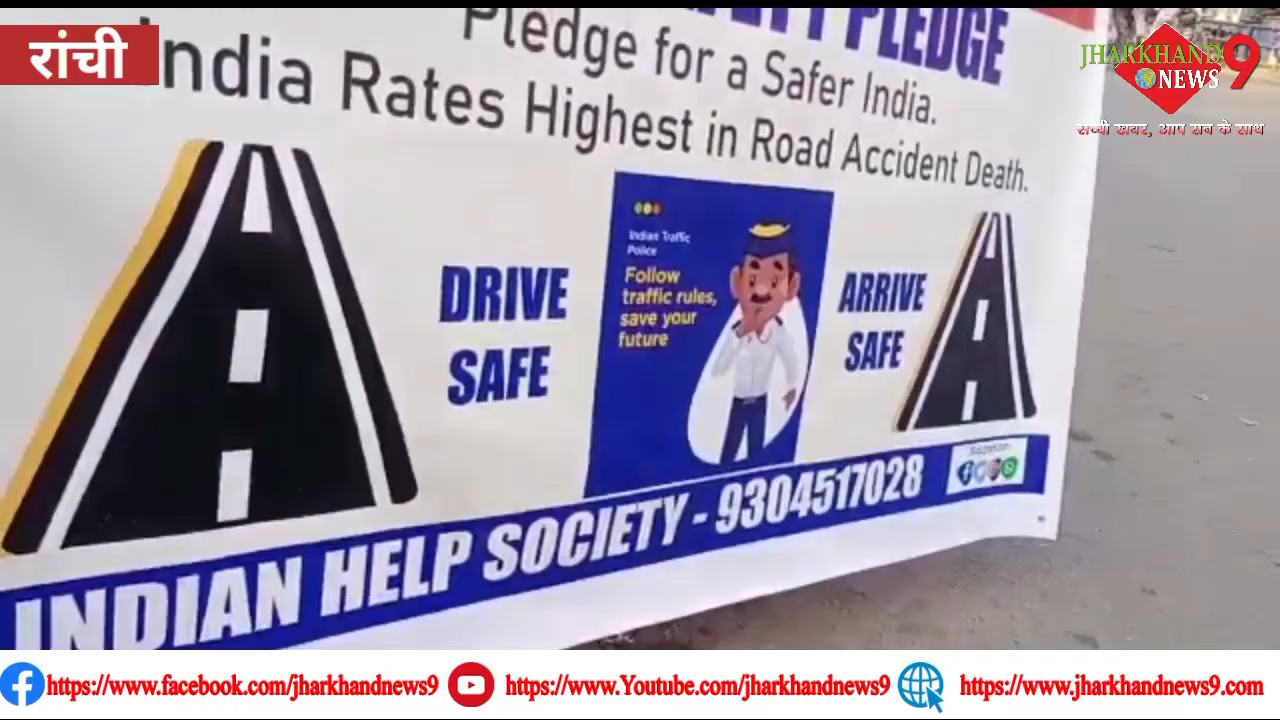 रांची
JHARKHAND 9
NEWS
सच्ची खबर, आप सब के साथ
PLEDGE
Pledge for a Safer India.
India Rates Highest in Road Accident Death.
Indian Traffic
Police
Follow
traffic rules,
save your
future
DRIVE
SAFE
ARRIVE
SAFE
INDIAN HELP SOCIETY - 9304517028
https://www.facebook.com/jharkhandnews9
https://www.Youtube.com/jharkhandnews9
https://www.jharkhandnews9.com